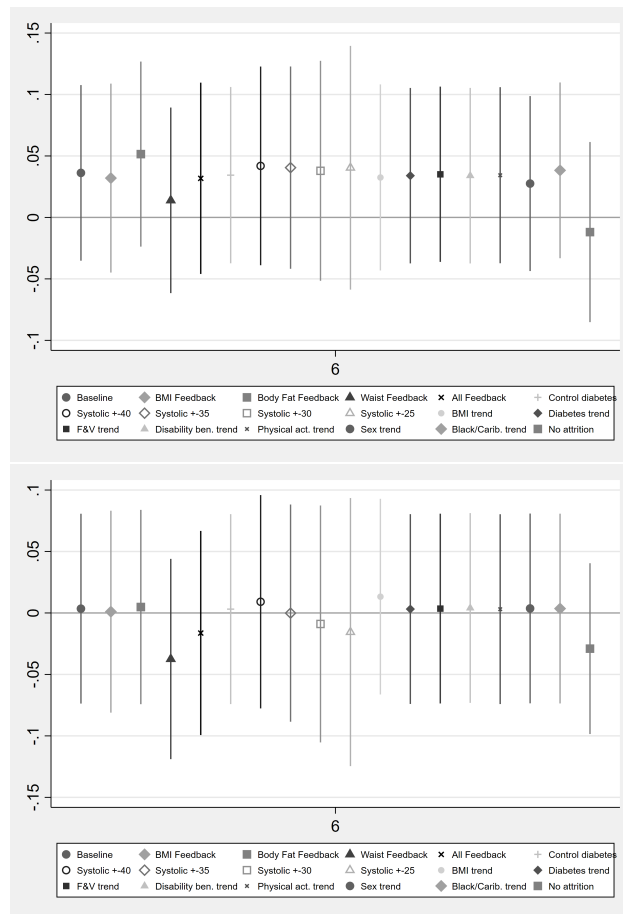 .15
.1
.05
0
-.05
-.1
6
Baseline BMI Feedback Body Fat Feedback Waist Feedback All Feedback Control diabetes
Systolic +-40 Systolic +-35 Systolic +-30 Systolic +-25 BMI trend Diabetes trend
F&V trend Disability ben. trend Physical act. trend Sex trend Black/Carib. trend No attrition
.1
.05
0
-.05
-.1
-.15
6
Baseline BMI Feedback Body Fat Feedback Waist Feedback All Feedback Control diabetes
Systolic +-40 Systolic +-35 Systolic +-30 Systolic +-25 BMI trend Diabetes trend
F&V trend Disability ben. trend Physical act. trend Sex trend Black/Carib. trend No attrition